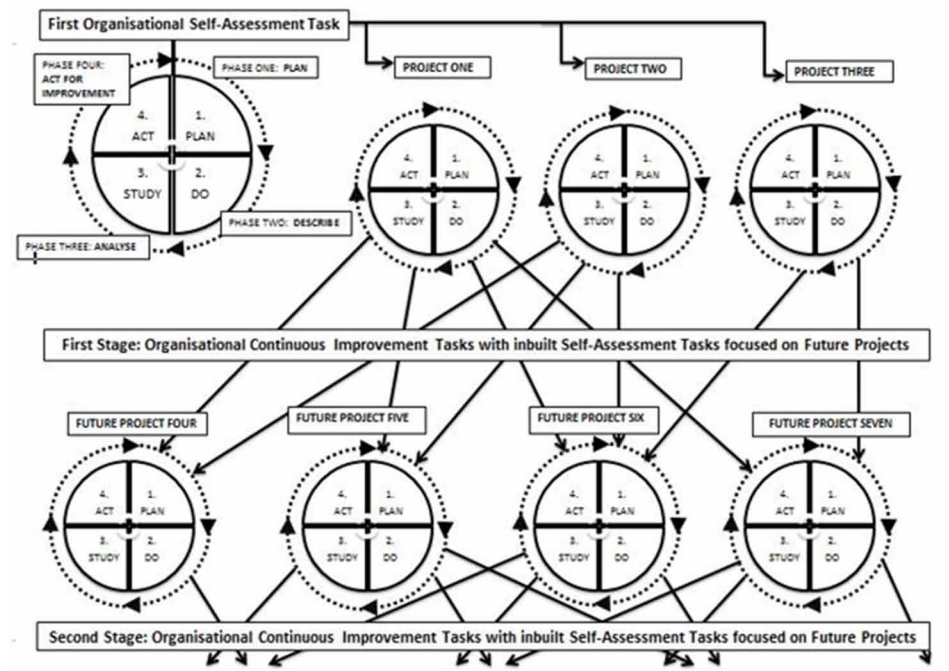 First Organisational Self-Assessment Task
PHASE FOUR:
ACT FOR
IMPROVEMENT
PHASE ONE: PLAN
PROJECT ONE
PROJECT TWO
PROJECT THREE
4.
ACT
1.
PLAN
3.
STUDY
2.
DO
PHASE TWO: DESCRIBE
PHASE THREE: ANALYSE
4.
ACT
1.
PLAN
3.
STUDY
2.
DO
4.
ACT
1.
PLAN
3.
STUDY
2.
DO
4.
ACT
1.
PLAN
3.
STUDY
2.
DO
First Stage: Organisational Continuous Improvement Tasks with inbuilt Self-Assessment Tasks focused on Future Projects
FUTURE PROJECT FOUR
FUTURE PROJECT FIVE
FUTURE PROJECT SIX
FUTURE PROJECT SEVEN
4.
ACT
1.
PLAN
3.
STUDY
2.
DO
4.
ACT
1.
PLAN
3.
STUDY
2.
DO
4.
ACT
1.
PLAN
3.
STUDY
2.
DO
4.
ACT
1.
PLAN
3.
STUDY
2.
DO
Second Stage: Organisational Continuous Improvement Tasks with inbuilt Self-Assessment Tasks focused on Future Projects